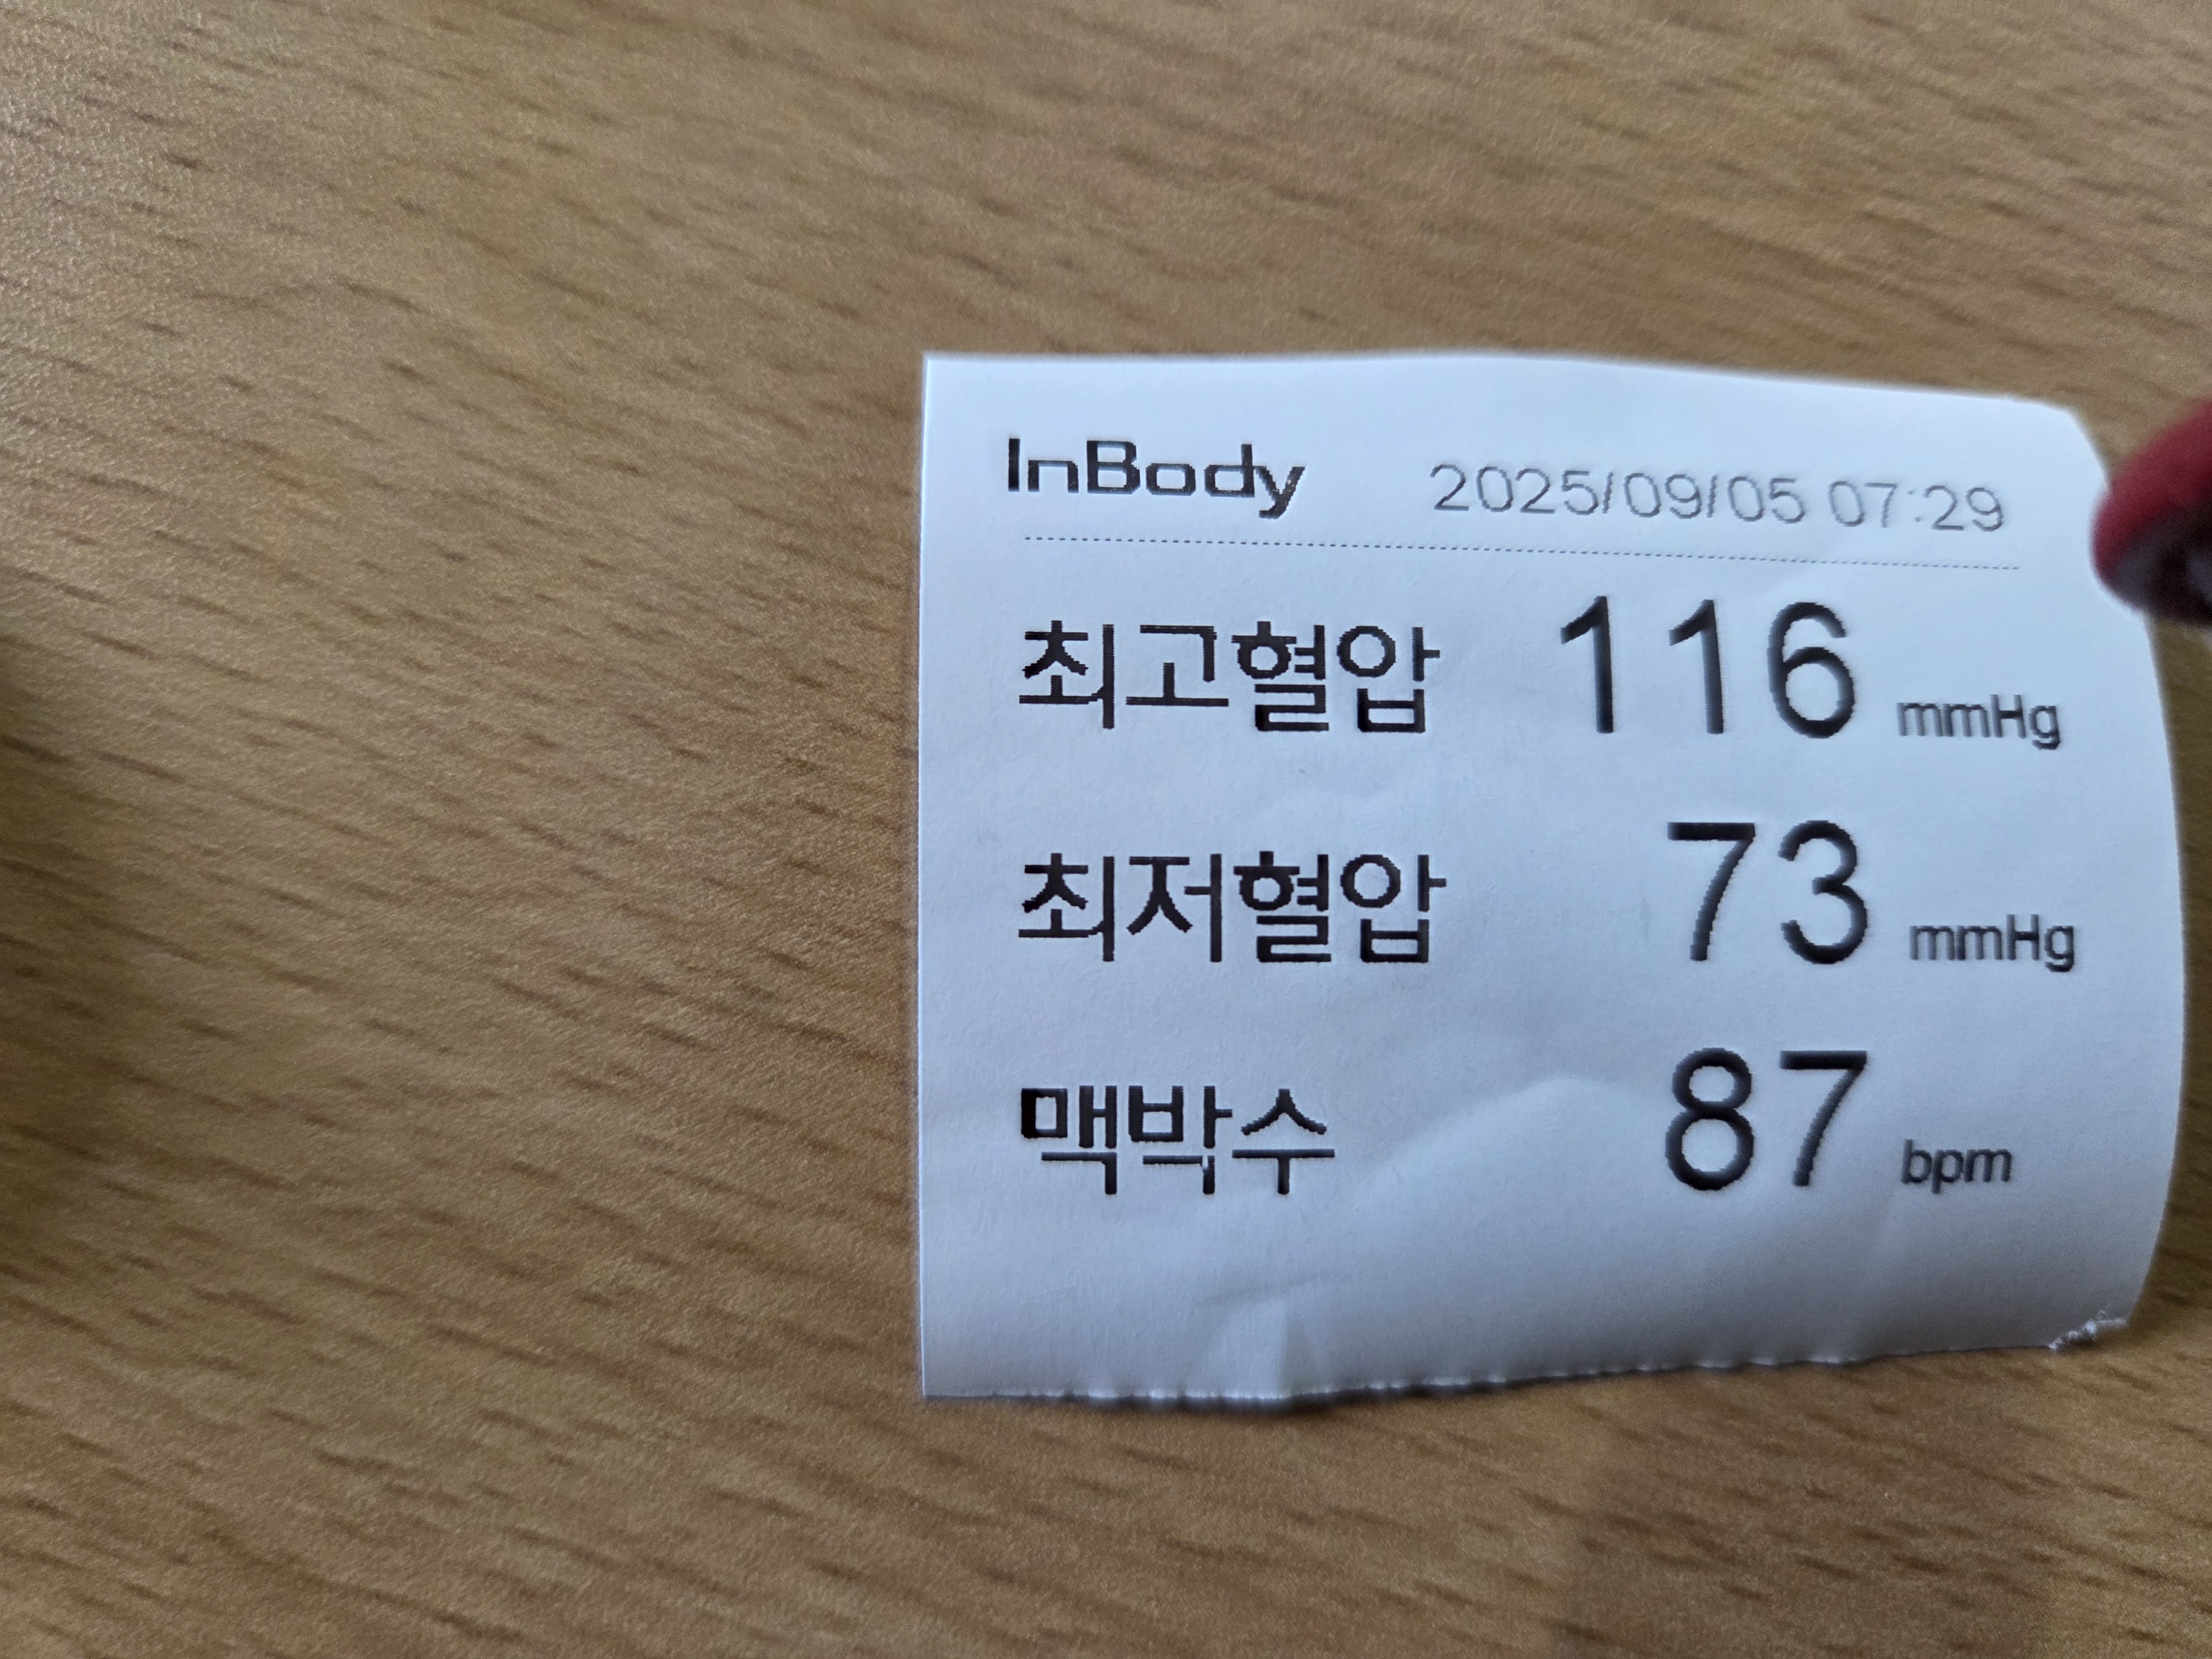 InBody 2025/09/05 07:29
최고혈압 116 mmHg
최저혈압 73 mmHg
맥박수 87 bpm